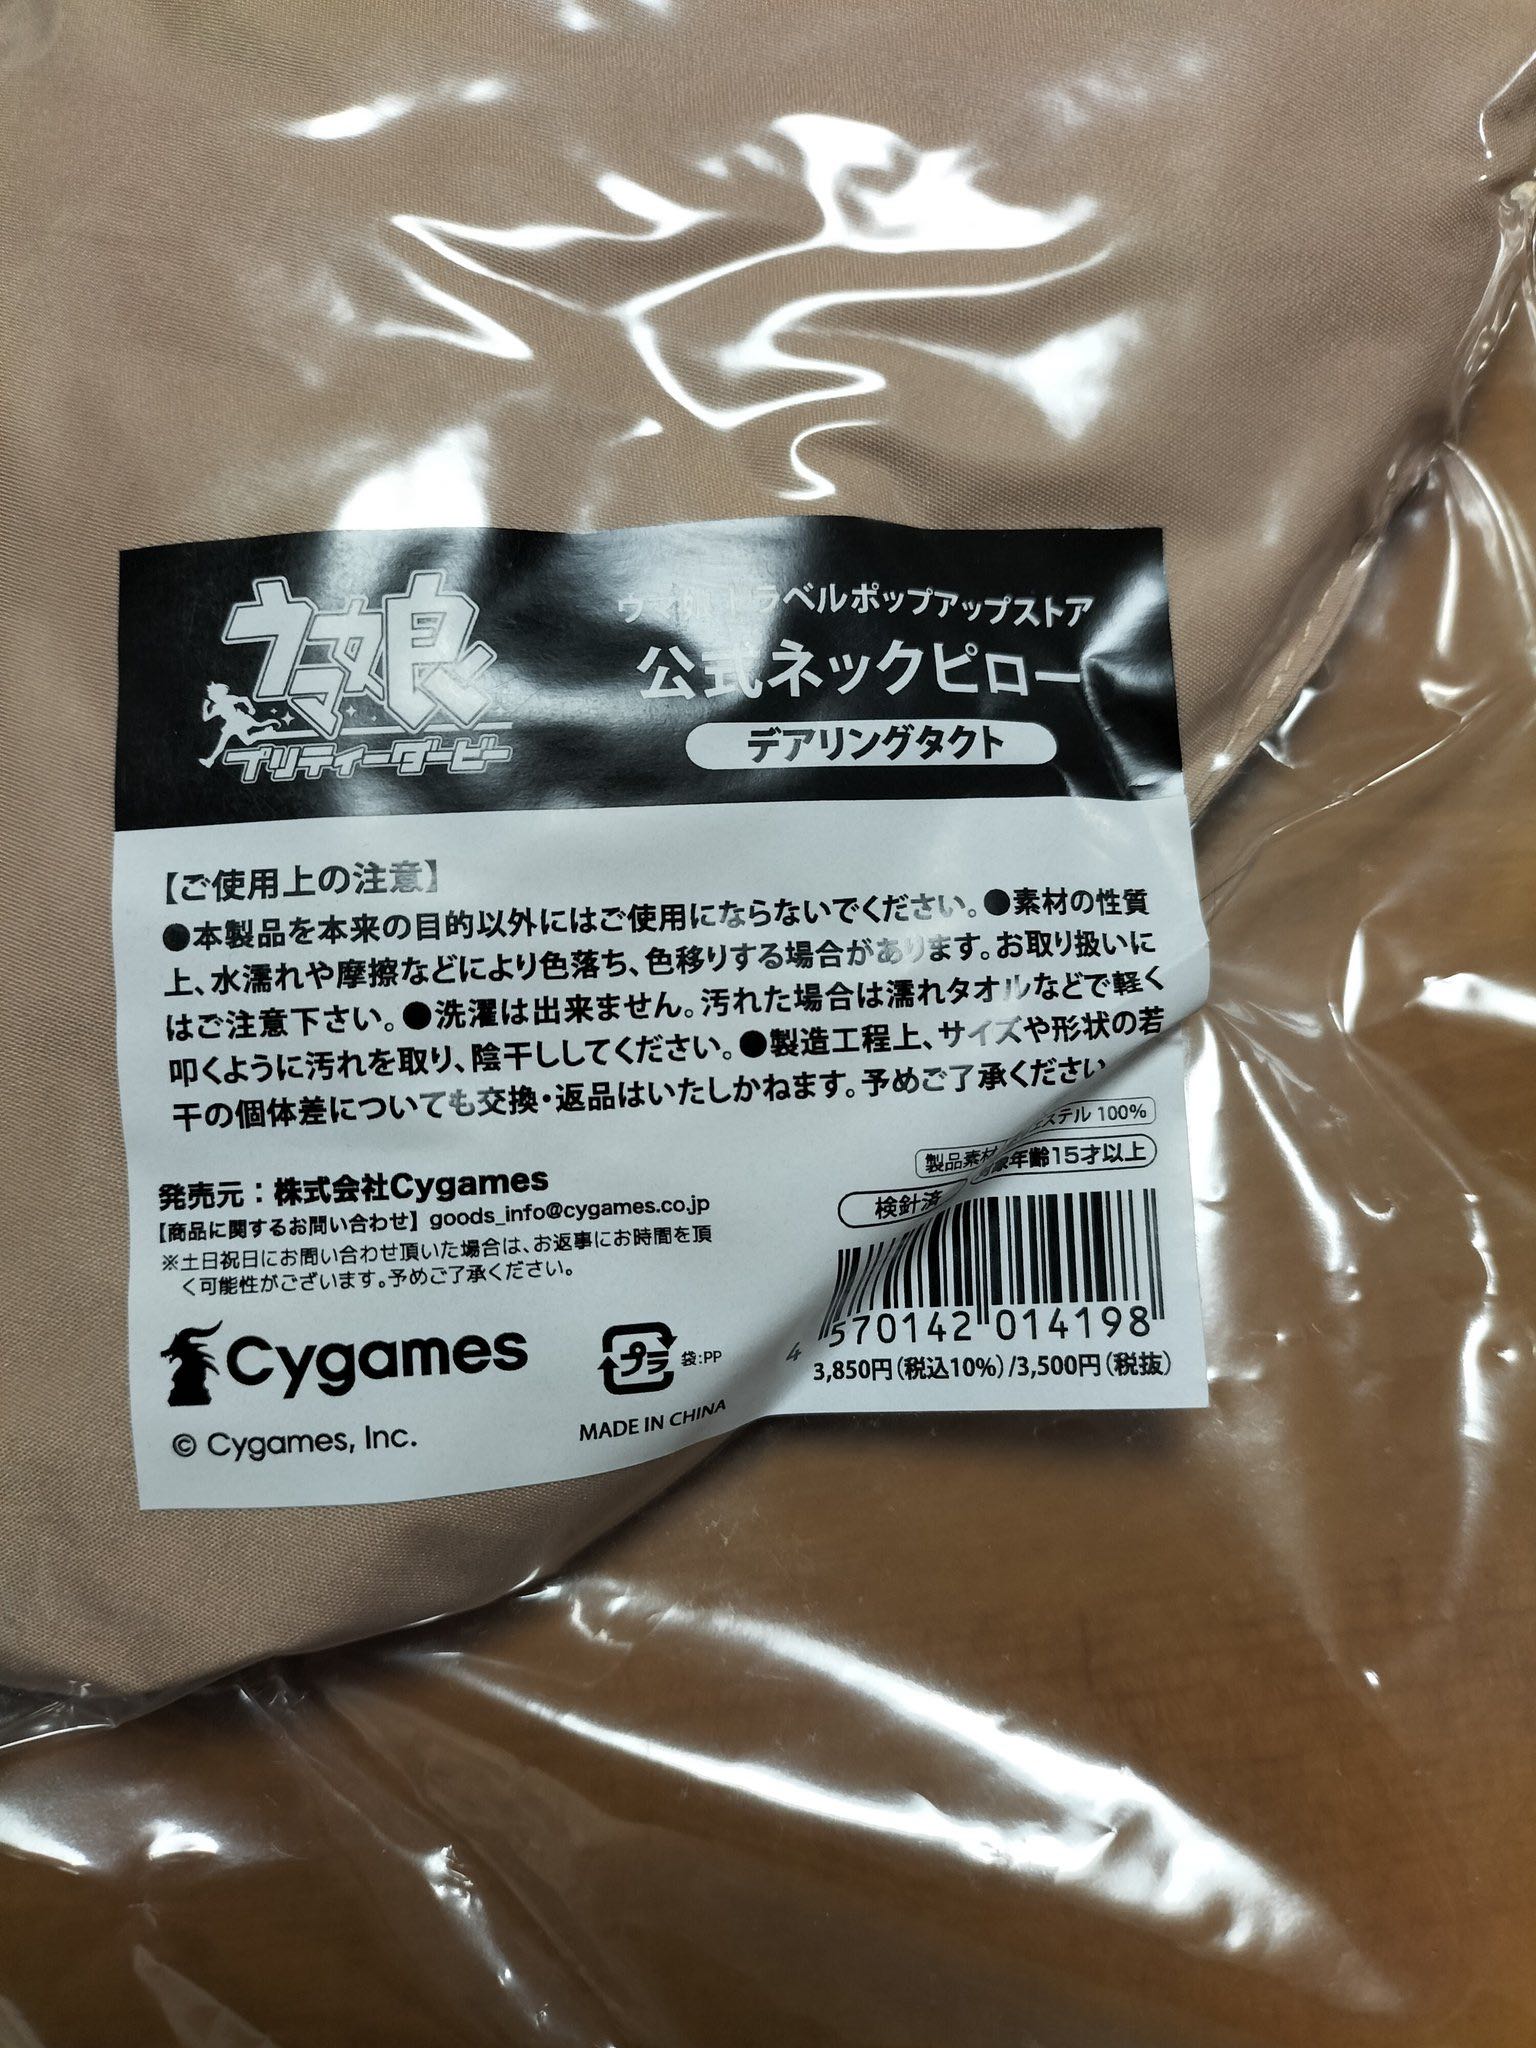 ウマ娘
プリティーダービー
ウマ娘 トラベルポップアップストア
公式ネックピロー
デアリングタクト
【ご使用上の注意】
●本製品を本来の目的以外にはご使用にならないでください。●素材の性質
上、水濡れや摩擦などにより色落ち、色移りする場合があります。お取り扱いに
はご注意下さい。●洗濯は出来ません。汚れた場合は濡れタオルなどで軽く
叩くように汚れを取り、陰干ししてください。●製造工程上、サイズや形状の若
干の個体差についても交換・返品はいたしかねます。予めご了承ください
製品素材 エステル 100%
検針済 対象年齢15才以上
発売元：株式会社Cygames
【商品に関するお問い合わせ】goods_info@cygames.co.jp
※土日祝日にお問い合わせ頂いた場合は、お返事にお時間を頂
く可能性がございます。予めご了承ください。
4 570142 014198
3,850円（税込10%）/3,500円（税抜）
Cygames
プラ 袋:PP
© Cygames, Inc.
MADE IN CHINA